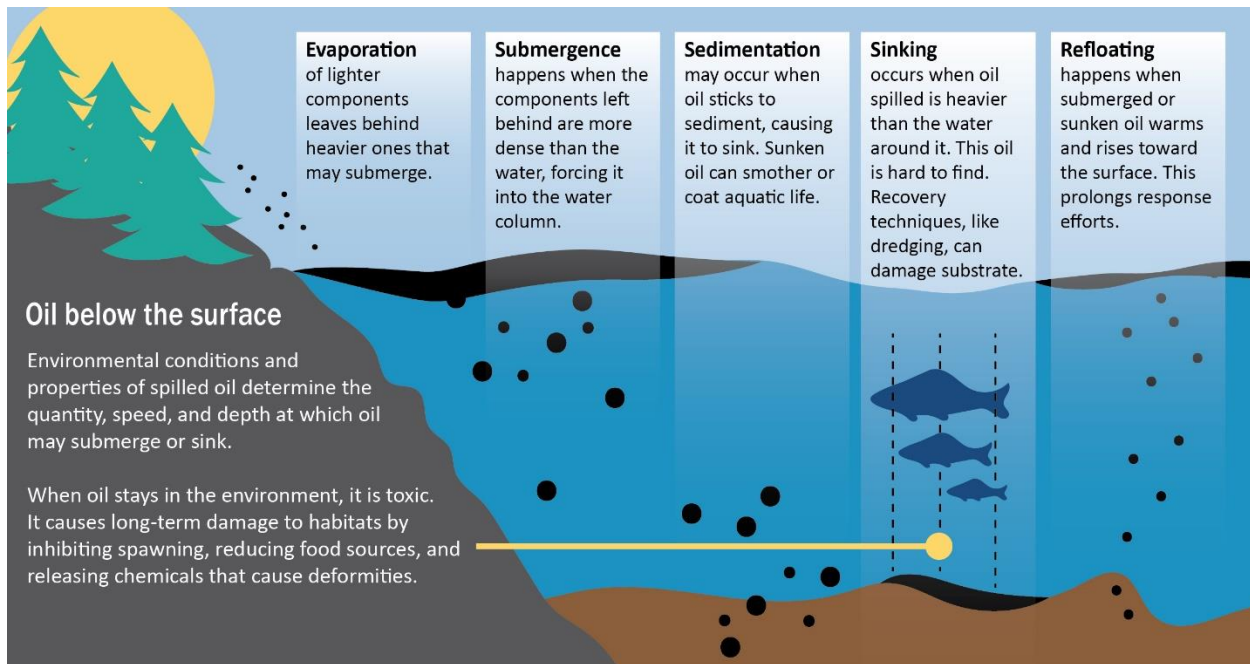 Evaporation
of lighter
components
leaves behind
heavier ones that
may submerge.
Submergence
happens when the
components left
behind are more
dense than the
water, forcing it
into the water
column.
Sedimentation
may occur when
oil sticks to
sediment, causing
it to sink. Sunken
oil can smother or
coat aquatic life.
Sinking
occurs when oil
spilled is heavier
than the water
around it. This oil
is hard to find.
Recovery
techniques, like
dredging, can
damage substrate.
Refloating
happens when
submerged or
sunken oil warms
and rises toward
the surface. This
prolongs response
efforts.
Oil below the surface
Environmental conditions and
properties of spilled oil determine the
quantity, speed, and depth at which oil
may submerge or sink.
When oil stays in the environment, it is toxic.
It causes long-term damage to habitats by
inhibiting spawning, reducing food sources, and
releasing chemicals that cause deformities.